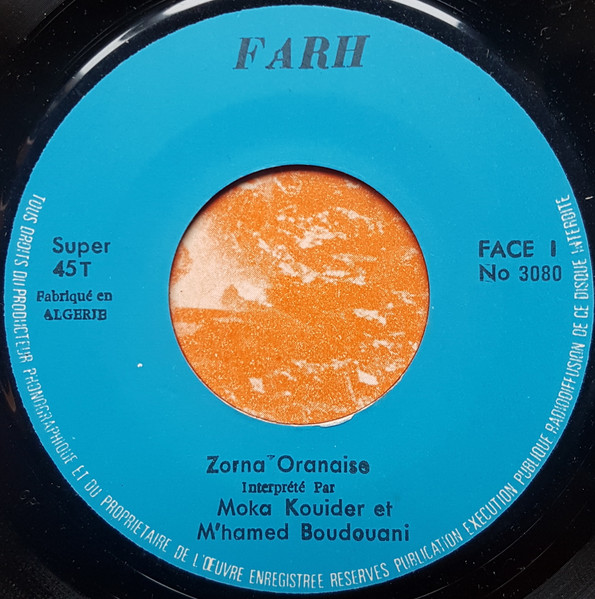 FARH
Super
45T
Fabriqué en
ALGERIE
FACE I
No 3080
Zorna Oranaise
Interprété Par
Moka Kouider et
M'hamed Boudouani
TOUS DROITS DU PRODUCTEUR PHONOGRAPHIQUE ET DU PROPRIETAIRE DE L'ŒUVRE ENREGISTREE RESERVES PUBLICATION EXECUTION PUBLIQUE RADIODIFFUSION DE CE DISQUE INTERDITE